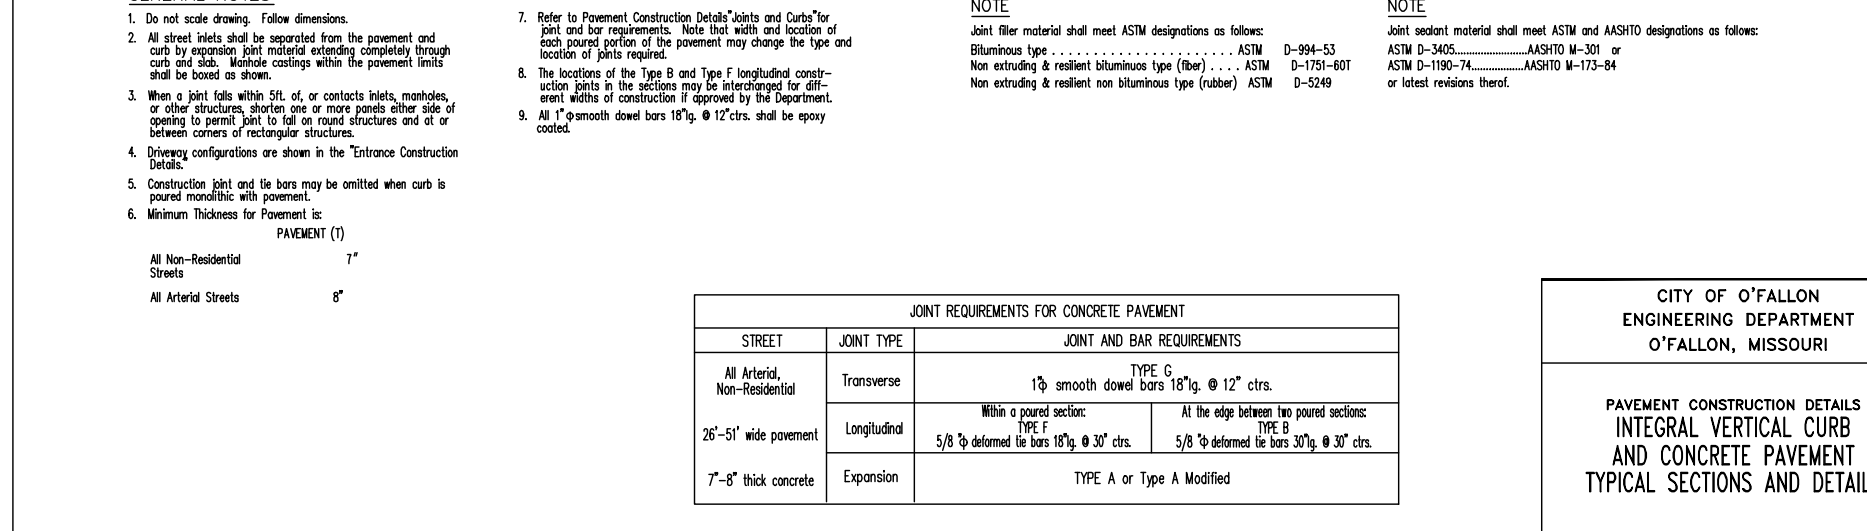 GENERAL NOTES
1. Do not scale drawing. Follow dimensions.
2. All street inlets shall be separated from the pavement and
curb by expansion joint material extending completely through
curb and slab. Manhole castings within the pavement limits
shall be boxed as shown.
3. When a joint falls within 5ft. of, or contacts inlets, manholes,
or other structures, shorten one or more panels either side of
opening to permit joint to fall on round structures and at or
between corners of rectangular structures.
4. Driveway configurations are shown in the "Entrance Construction
Details."
5. Construction joint and tie bars may be omitted when curb is
poured monolithic with pavement.
6. Minimum Thickness for Pavement is:
PAVEMENT (T)
All Non-Residential 7"
Streets
All Arterial Streets 8"
7. Refer to Pavement Construction Details"Joints and Curbs"for
joint and bar requirements. Note that width and location of
each poured portion of the pavement may change the type and
location of joints required.
8. The locations of the Type B and Type F longitudinal constr-
uction joints in the sections may be interchanged for diff-
erent widths of construction if approved by the Department.
9. All 1"ϕsmooth dowel bars 18"lg. @ 12"ctrs. shall be epoxy
coated.
NOTE
Joint filler material shall meet ASTM designations as follows:
Bituminous type . . . . . . . . . . . . . . . . . . . . . . ASTM D-994-53
Non extruding & resilient bitumin­uos type (fiber) . . . . ASTM D-1751-60T
Non extruding & resilient non bituminous type (rubber) ASTM D-5249
NOTE
Joint sealant material shall meet ASTM and AASHTO designations as follows:
ASTM D-3405........................AASHTO M-301 or
ASTM D-1190-74.................AASHTO M-173-84
or latest revisions therof.
JOINT REQUIREMENTS FOR CONCRETE PAVEMENT
STREET JOINT TYPE JOINT AND BAR REQUIREMENTS
All Arterial,
Non-Residential
26'-51' wide pavement
7"-8" thick concrete
Transverse
TYPE G
1"ϕ smooth dowel bars 18"lg. @ 12" ctrs.
Longitudinal
Within a poured section:
TYPE F
5/8 "ϕ deformed tie bars 18"lg. @ 30" ctrs.
At the edge between two poured sections:
TYPE B
5/8 "ϕ deformed tie bars 30"lg. @ 30" ctrs.
Expansion
TYPE A or Type A Modified
CITY OF O'FALLON
ENGINEERING DEPARTMENT
O'FALLON, MISSOURI
PAVEMENT CONSTRUCTION DETAILS
INTEGRAL VERTICAL CURB
AND CONCRETE PAVEMENT
TYPICAL SECTIONS AND DETAIL